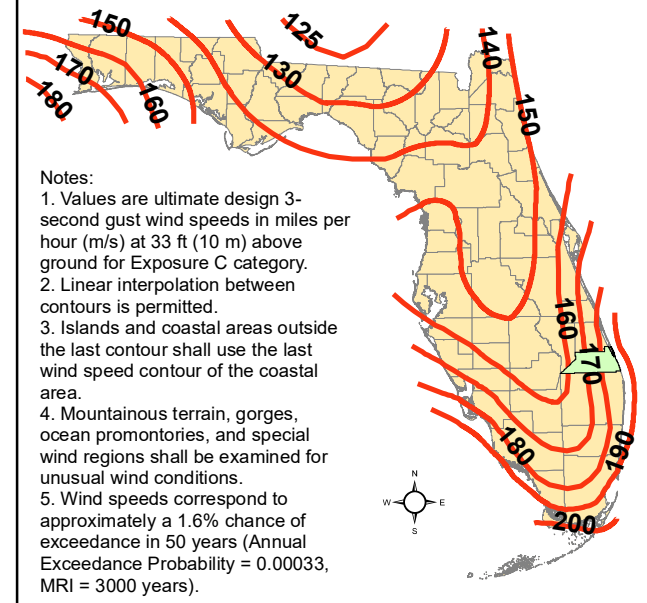 150
125
140
170
130
180
160
150
Notes:
1. Values are ultimate design 3-
second gust wind speeds in miles per
hour (m/s) at 33 ft (10 m) above
ground for Exposure C category.
2. Linear interpolation between
contours is permitted.
3. Islands and coastal areas outside
the last contour shall use the last
wind speed contour of the coastal
area.
4. Mountainous terrain, gorges,
ocean promontories, and special
wind regions shall be examined for
unusual wind conditions.
5. Wind speeds correspond to
approximately a 1.6% chance of
exceedance in 50 years (Annual
Exceedance Probability = 0.00033,
MRI = 3000 years).
160
170
180
190
200
N
W E
S